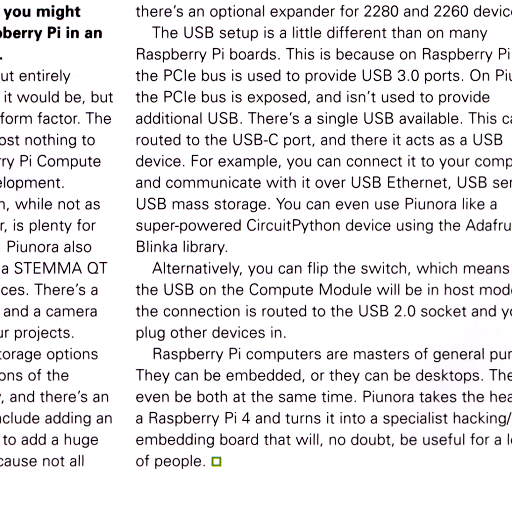 you might
berry Pi in an
.
ut entirely
it would be, but
form factor. The
ost nothing to
rry Pi Compute
elopment.
n, while not as
r, is plenty for
. Piunora also
a STEMMA QT
ces. There's a
and a camera
ur projects.
torage options
ons of the
, and there's an
nclude adding an
to add a huge
cause not all
there's an optional expander for 2280 and 2260 device
The USB setup is a little different than on many
Raspberry Pi boards. This is because on Raspberry Pi
the PCIe bus is used to provide USB 3.0 ports. On Piu
the PCIe bus is exposed, and isn't used to provide
additional USB. There's a single USB available. This ca
routed to the USB-C port, and there it acts as a USB
device. For example, you can connect it to your comp
and communicate with it over USB Ethernet, USB ser
USB mass storage. You can even use Piunora like a
super-powered CircuitPython device using the Adafru
Blinka library.
Alternatively, you can flip the switch, which means
the USB on the Compute Module will be in host mod
the connection is routed to the USB 2.0 socket and yo
plug other devices in.
Raspberry Pi computers are masters of general pur
They can be embedded, or they can be desktops. The
even be both at the same time. Piunora takes the hea
a Raspberry Pi 4 and turns it into a specialist hacking/
embedding board that will, no doubt, be useful for a l
of people.